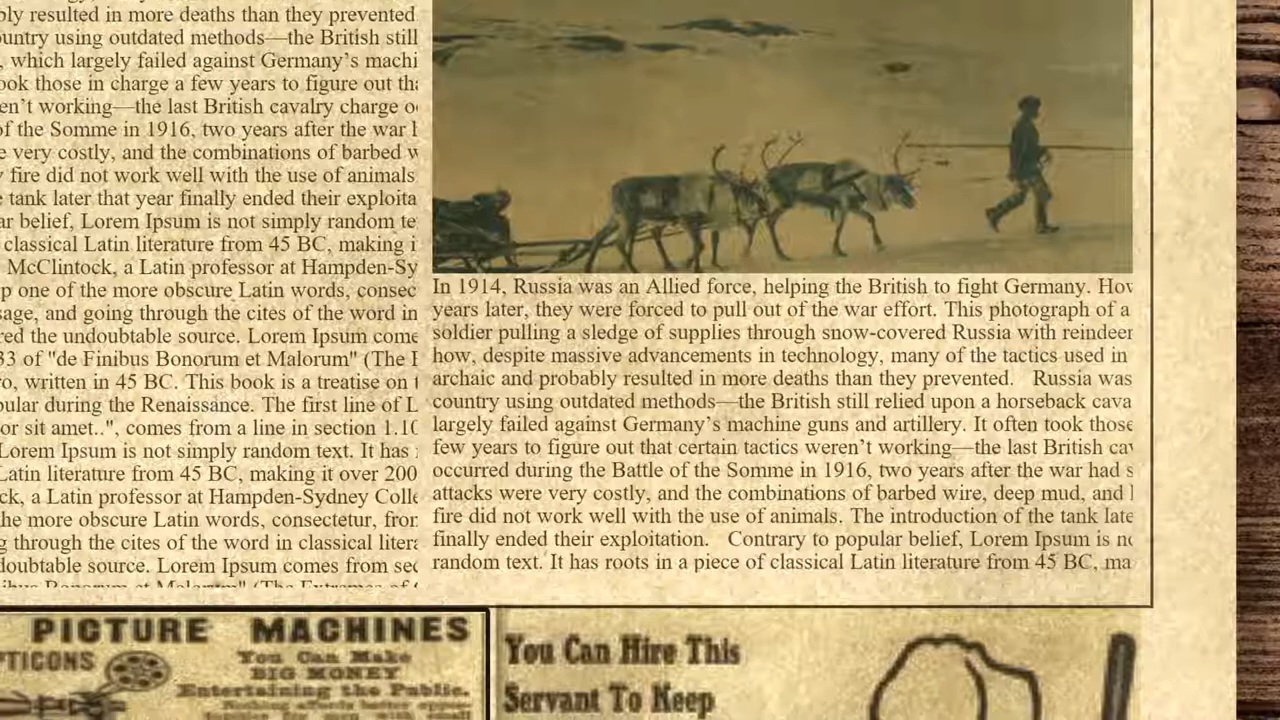 bly resulted in more deaths than they prevented
ountry using outdated methods—the British still
, which largely failed against Germany's machi
ook those in charge a few years to figure out tha
en't working—the last British cavalry charge o
of the Somme in 1916, two years after the war h
e very costly, and the combinations of barbed w
y fire did not work well with the use of animals
e tank later that year finally ended their exploita
ar belief, Lorem Ipsum is not simply random te
classical Latin literature from 45 BC, making i
McClintock, a Latin professor at Hampden-Sy
p one of the more obscure Latin words, consec
sage, and going through the cites of the word in
red the undoubtable source. Lorem Ipsum come
33 of "de Finibus Bonorum et Malorum" (The E
ro, written in 45 BC. This book is a treatise on t
pular during the Renaissance. The first line of L
or sit amet..", comes from a line in section 1.10
Lorem Ipsum is not simply random text. It has
Latin literature from 45 BC, making it over 200
ck, a Latin professor at Hampden-Sydney Colle
he more obscure Latin words, consectetur, from
g through the cites of the word in classical litera
doubtable source. Lorem Ipsum comes from sec
ibus Bonorum et Malorum" (The Extremes of
In 1914, Russia was an Allied force, helping the British to fight Germany. How
years later, they were forced to pull out of the war effort. This photograph of a
soldier pulling a sledge of supplies through snow-covered Russia with reindeer
how, despite massive advancements in technology, many of the tactics used in
archaic and probably resulted in more deaths than they prevented. Russia was
country using outdated methods—the British still relied upon a horseback cava
largely failed against Germany's machine guns and artillery. It often took those
few years to figure out that certain tactics weren't working—the last British cav
occurred during the Battle of the Somme in 1916, two years after the war had s
attacks were very costly, and the combinations of barbed wire, deep mud, and
fire did not work well with the use of animals. The introduction of the tank late
finally ended their exploitation. Contrary to popular belief, Lorem Ipsum is no
random text. It has roots in a piece of classical Latin literature from 45 BC, ma
PICTURE MACHINES
PTICONS
You Can Make
BIG MONEY
Entertaining the Public.
You Can Hire This
Servant To Keep